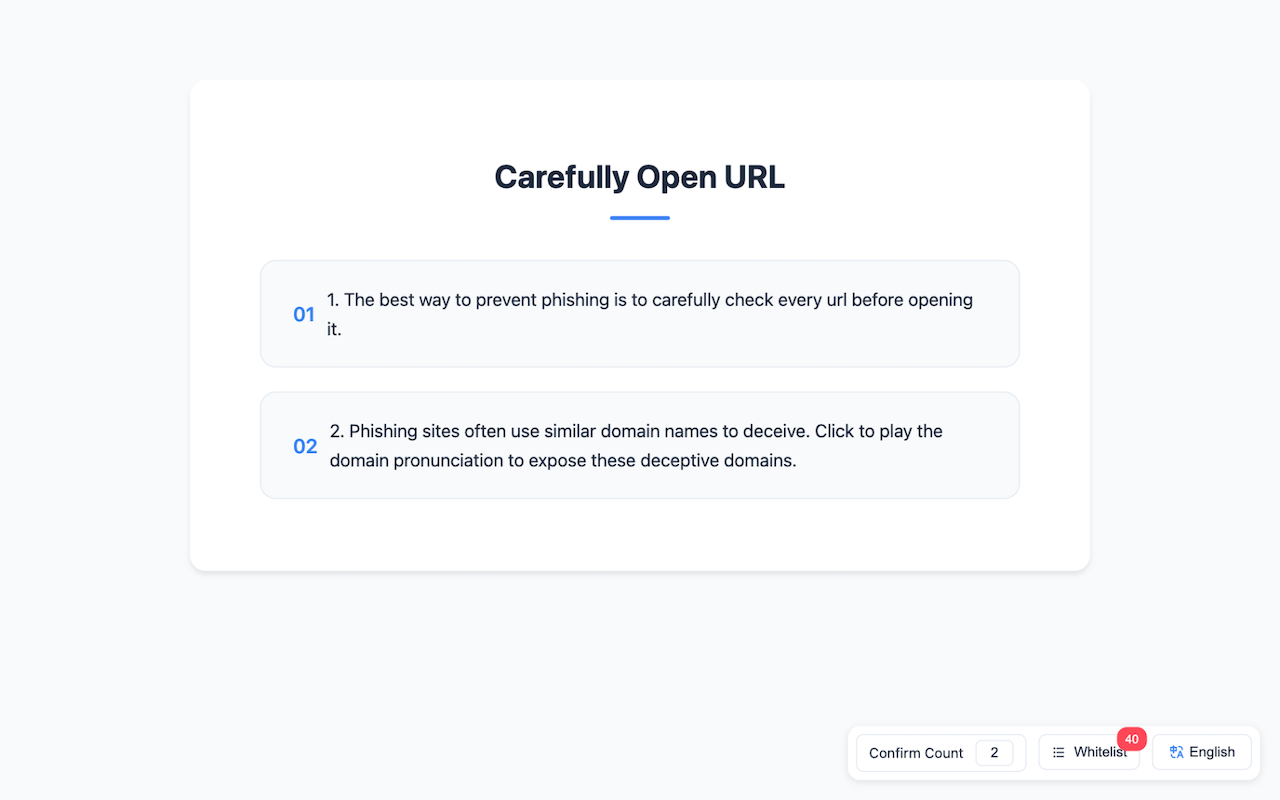 Carefully Open URL
01
1. The best way to prevent phishing is to carefully check every url before opening
it.
02
2. Phishing sites often use similar domain names to deceive. Click to play the
domain pronunciation to expose these deceptive domains.
Confirm Count 2 Whitelist 40 English